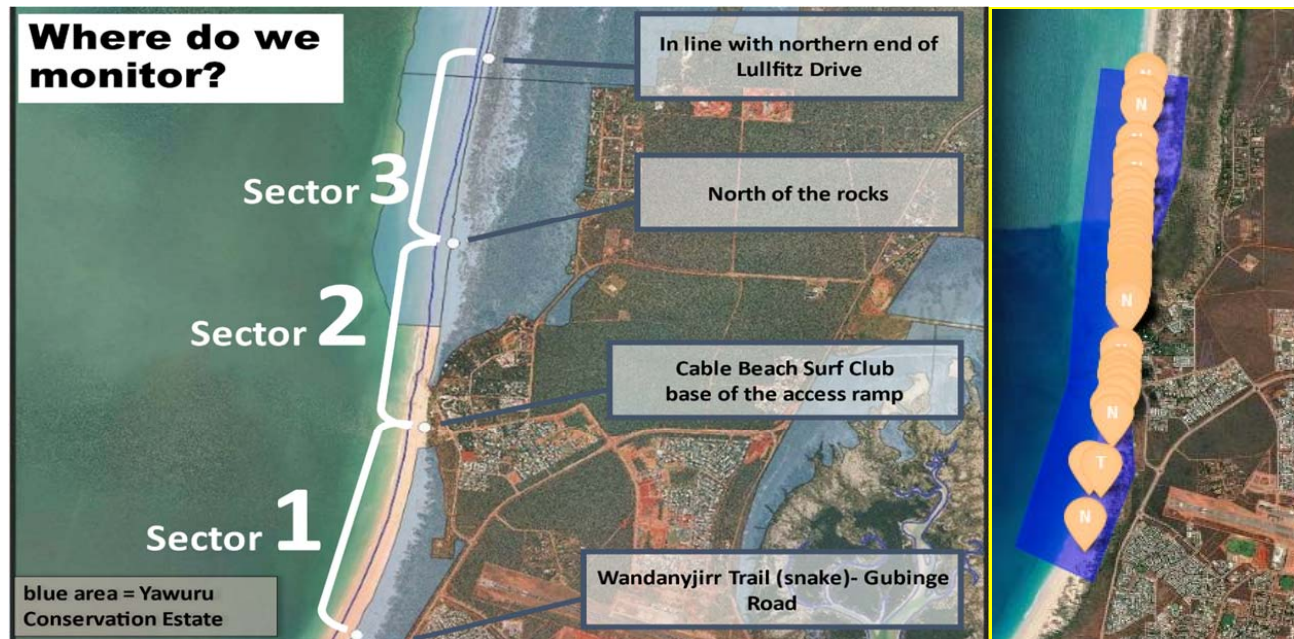 Where do we
monitor?
In line with northern end of
Lullfitz Drive
Sector 3
North of the rocks
Sector 2
Cable Beach Surf Club
base of the access ramp
Sector 1
Wandanyjirr Trail (snake)- Gubinge
Road
blue area = Yawuru
Conservation Estate
N
N
N
T
N